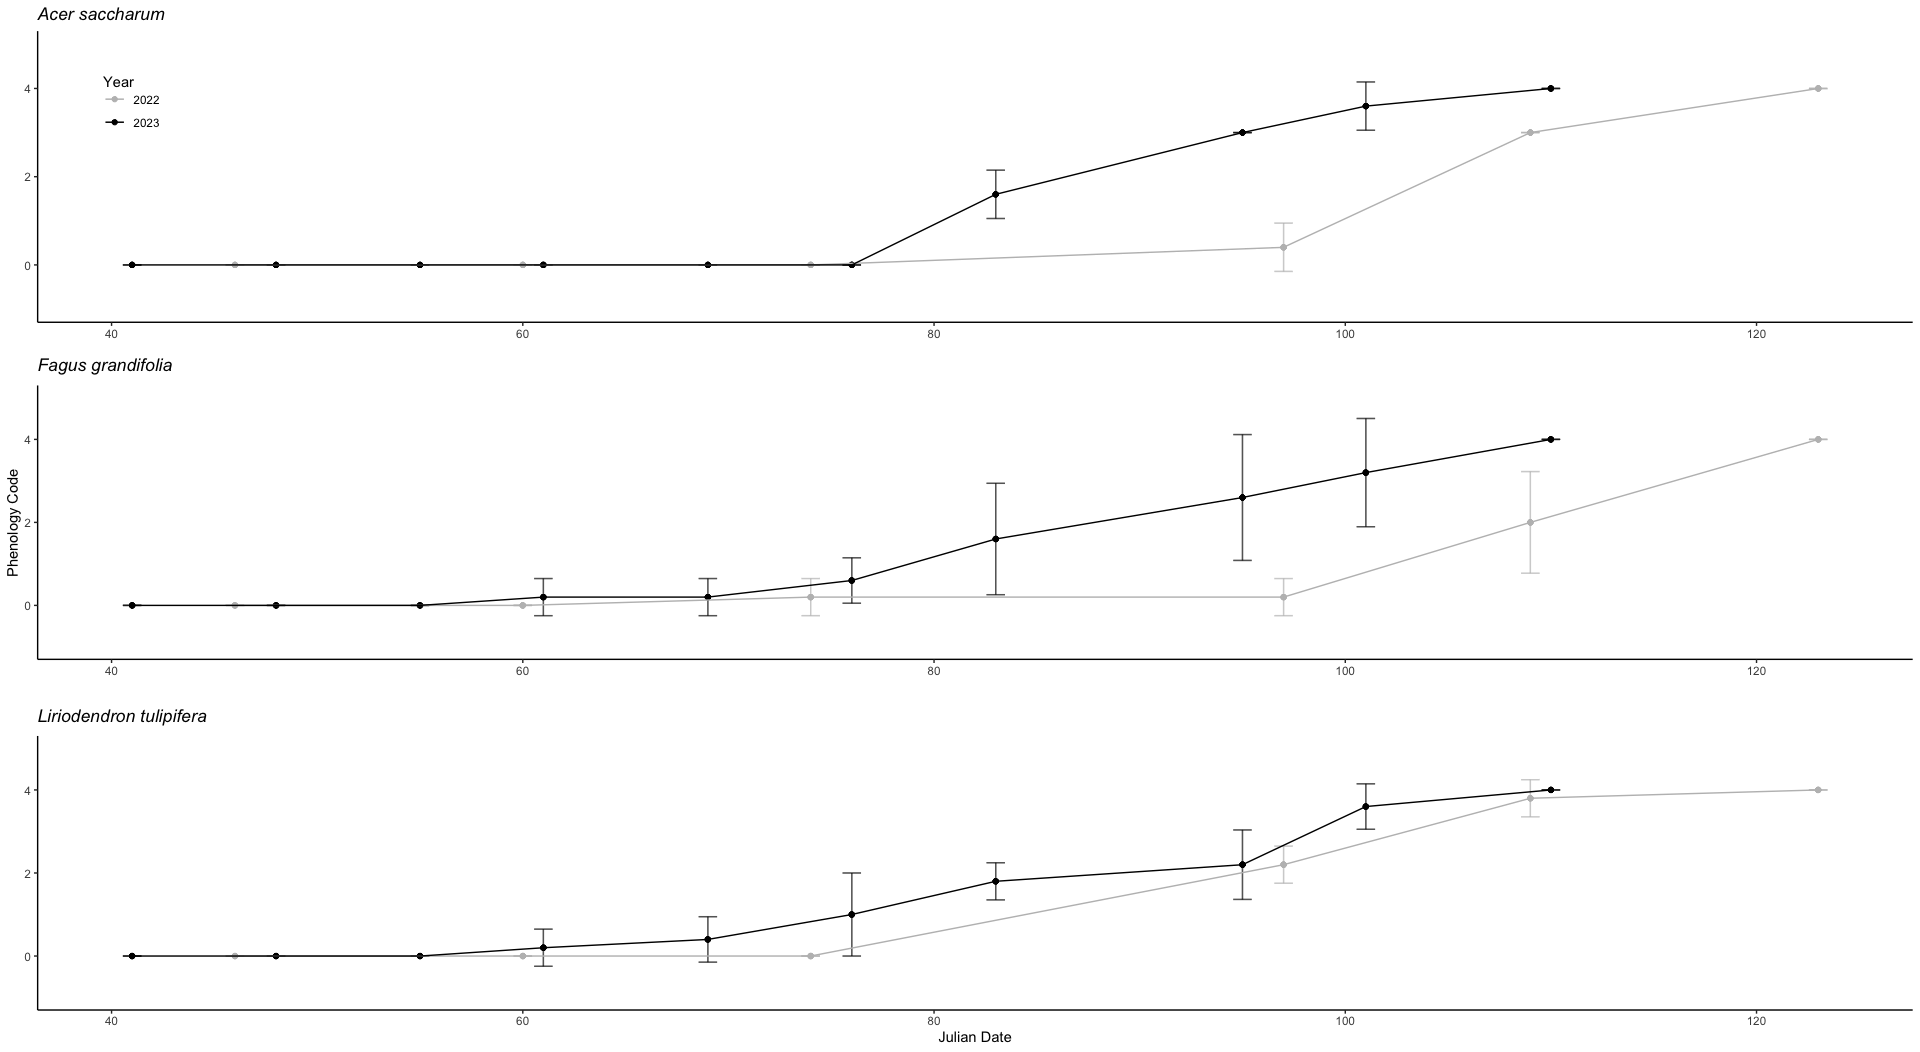 Acer saccharum
Year
2022
2023
4
2
0
40 60 80 100 120
Fagus grandifolia
Phenology Code
4
2
0
40 60 80 100 120
Liriodendron tulipifera
4
2
0
40 60 80 100 120
Julian Date